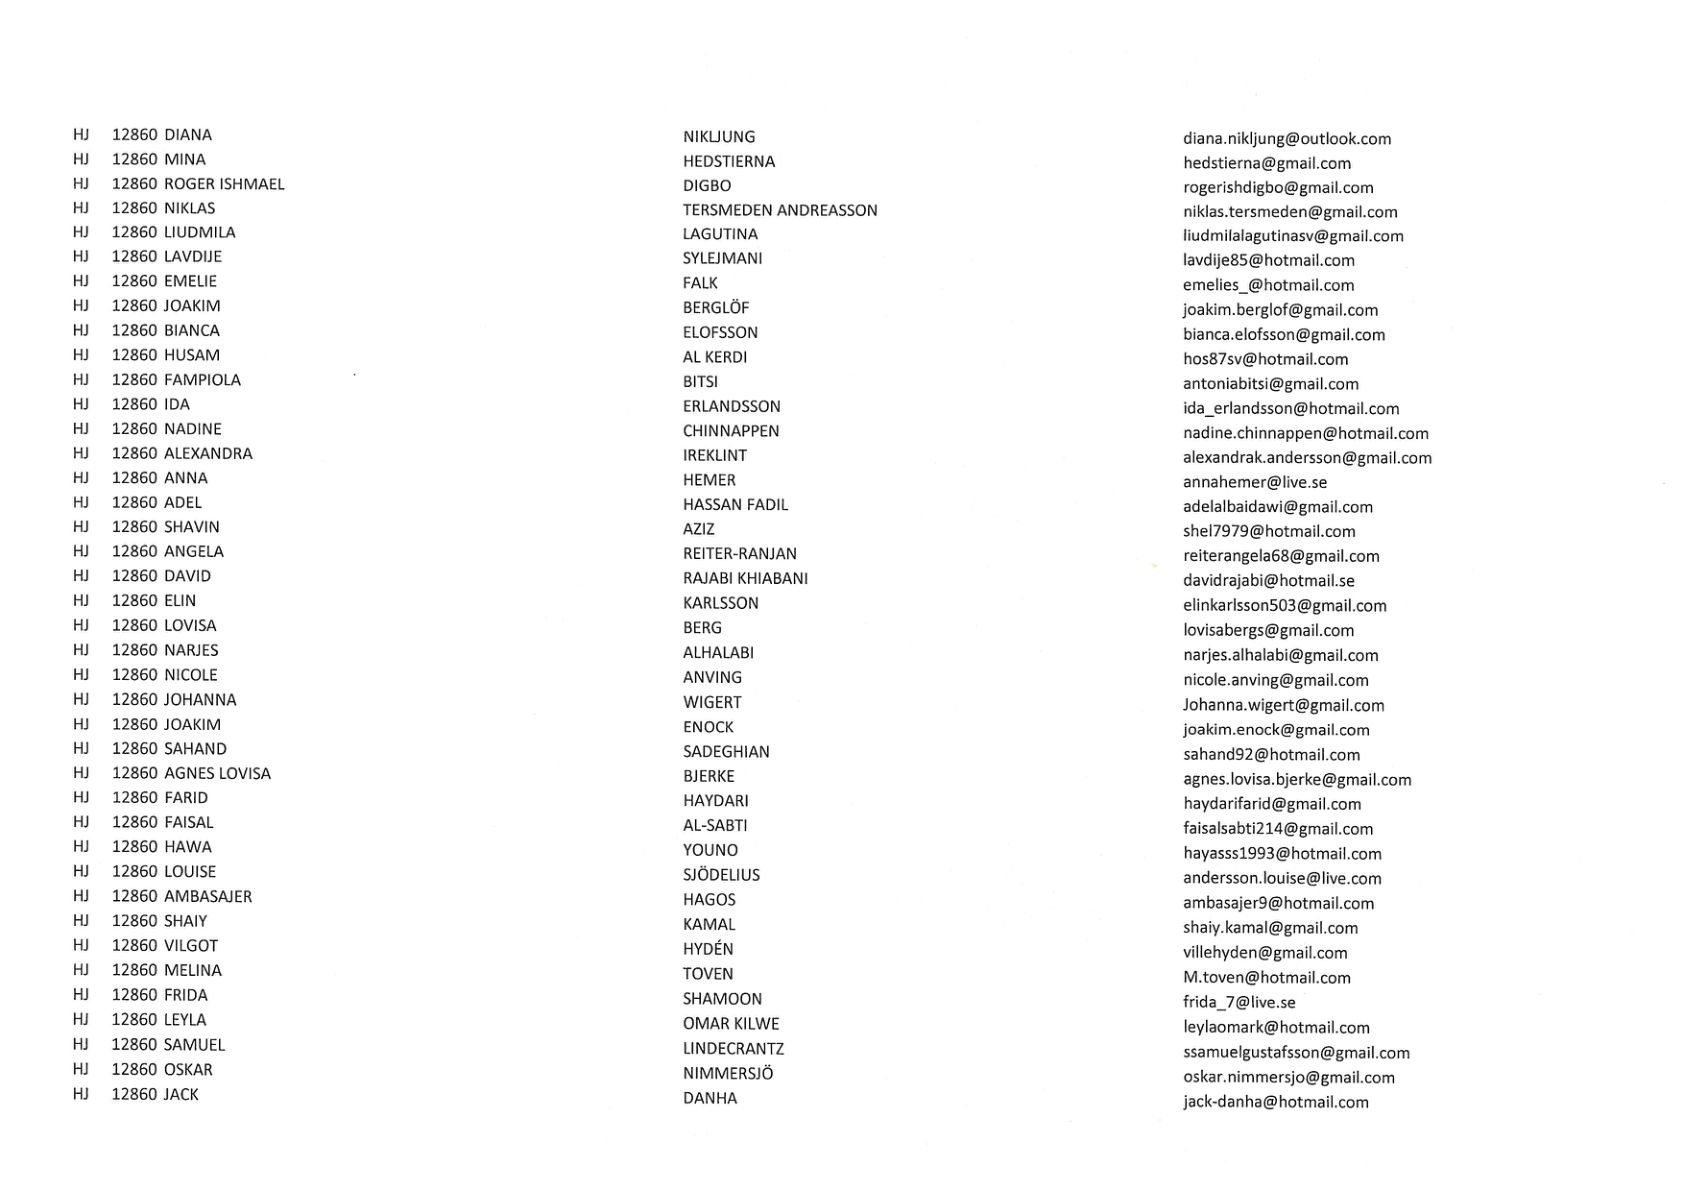 HJ 12860 DIANA NIKLJUNG diana.nikljung@outlook.com
HJ 12860 MINA HEDSTIERNA hedstierna@gmail.com
HJ 12860 ROGER ISHMAEL DIGBO rogerishdigbo@gmail.com
HJ 12860 NIKLAS TERSMEDEN ANDREASSON niklas.tersmeden@gmail.com
HJ 12860 LIUDMILA LAGUTINA liudmilalagutinasv@gmail.com
HJ 12860 LAVDIJE SYLEJMANI lavdije85@hotmail.com
HJ 12860 EMELIE FALK emelies_@hotmail.com
HJ 12860 JOAKIM BERGLÖF joakim.berglof@gmail.com
HJ 12860 BIANCA ELOFSSON bianca.elofsson@gmail.com
HJ 12860 HUSAM AL KERDI hos87sv@hotmail.com
HJ 12860 FAMPIOLA BITSI antoniabitsi@gmail.com
HJ 12860 IDA ERLANDSSON ida_erlandsson@hotmail.com
HJ 12860 NADINE CHINNAPPEN nadine.chinnappen@hotmail.com
HJ 12860 ALEXANDRA IREKLINT alexandrak.andersson@gmail.com
HJ 12860 ANNA HEMER annahemer@live.se
HJ 12860 ADEL HASSAN FADIL adelalbaidawi@gmail.com
HJ 12860 SHAVIN AZIZ shel7979@hotmail.com
HJ 12860 ANGELA REITER-RANJAN reiterangela68@gmail.com
HJ 12860 DAVID RAJABI KHIABANI davidrajabi@hotmail.se
HJ 12860 ELIN KARLSSON elinkarlsson503@gmail.com
HJ 12860 LOVISA BERG lovisabergs@gmail.com
HJ 12860 NARJES ALHALABI narjes.alhalabi@gmail.com
HJ 12860 NICOLE ANVING nicole.anving@gmail.com
HJ 12860 JOHANNA WIGERT Johanna.wigert@gmail.com
HJ 12860 JOAKIM ENOCK joakim.enock@gmail.com
HJ 12860 SAHAND SADEGHIAN sahand92@hotmail.com
HJ 12860 AGNES LOVISA BJERKE agnes.lovisa.bjerke@gmail.com
HJ 12860 FARID HAYDARI haydarifarid@gmail.com
HJ 12860 FAISAL AL-SABTI faisalsabti214@gmail.com
HJ 12860 HAWA YOUNO hayasss1993@hotmail.com
HJ 12860 LOUISE SJÖDELIUS andersson.louise@live.com
HJ 12860 AMBASAJER HAGOS ambasajer9@hotmail.com
HJ 12860 SHAIY KAMAL shaiy.kamal@gmail.com
HJ 12860 VILGOT HYDÉN villehyden@gmail.com
HJ 12860 MELINA TOVEN M.toven@hotmail.com
HJ 12860 FRIDA SHAMOON frida_7@live.se
HJ 12860 LEYLA OMAR KILWE leylaomark@hotmail.com
HJ 12860 SAMUEL LINDECRANTZ ssamuelgustafsson@gmail.com
HJ 12860 OSKAR NIMMERSJÖ oskar.nimmersjo@gmail.com
HJ 12860 JACK DANHA jack-danha@hotmail.com